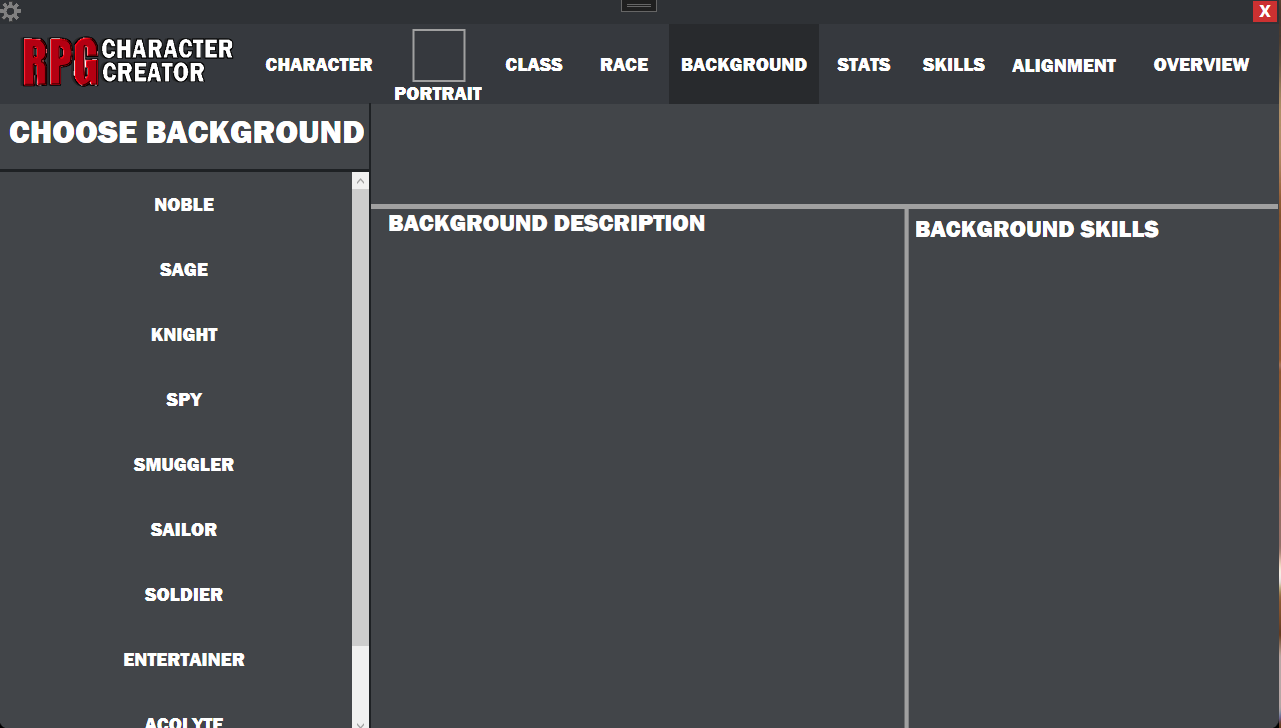 X
RPG CHARACTER
CREATOR
CHARACTER
PORTRAIT
CLASS
RACE
BACKGROUND
STATS
SKILLS
ALIGNMENT
OVERVIEW
CHOOSE BACKGROUND
NOBLE
SAGE
KNIGHT
SPY
SMUGGLER
SAILOR
SOLDIER
ENTERTAINER
ACOLYTE
BACKGROUND DESCRIPTION
BACKGROUND SKILLS